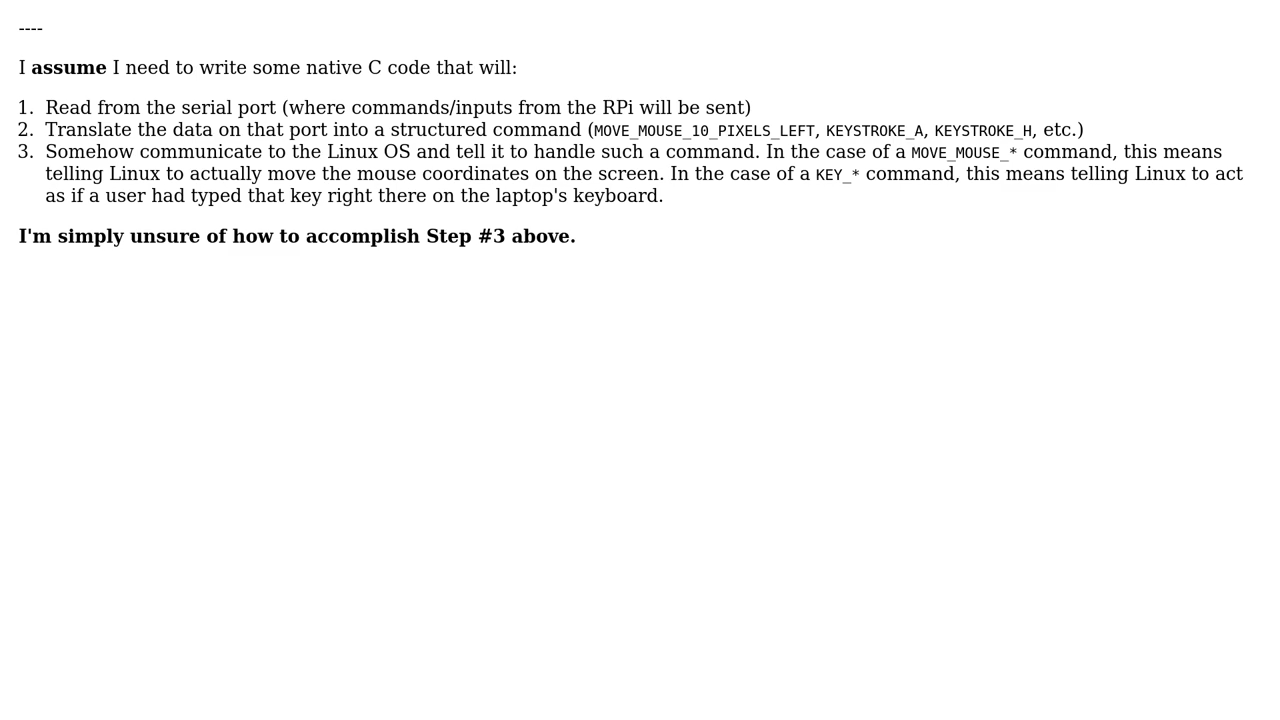 ----
I assume I need to write some native C code that will:
1. Read from the serial port (where commands/inputs from the RPi will be sent)
2. Translate the data on that port into a structured command (MOVE_MOUSE_10_PIXELS_LEFT, KEYSTROKE_A, KEYSTROKE_H, etc.)
3. Somehow communicate to the Linux OS and tell it to handle such a command. In the case of a MOVE_MOUSE_* command, this means
telling Linux to actually move the mouse coordinates on the screen. In the case of a KEY_* command, this means telling Linux to act
as if a user had typed that key right there on the laptop's keyboard.
I'm simply unsure of how to accomplish Step #3 above.